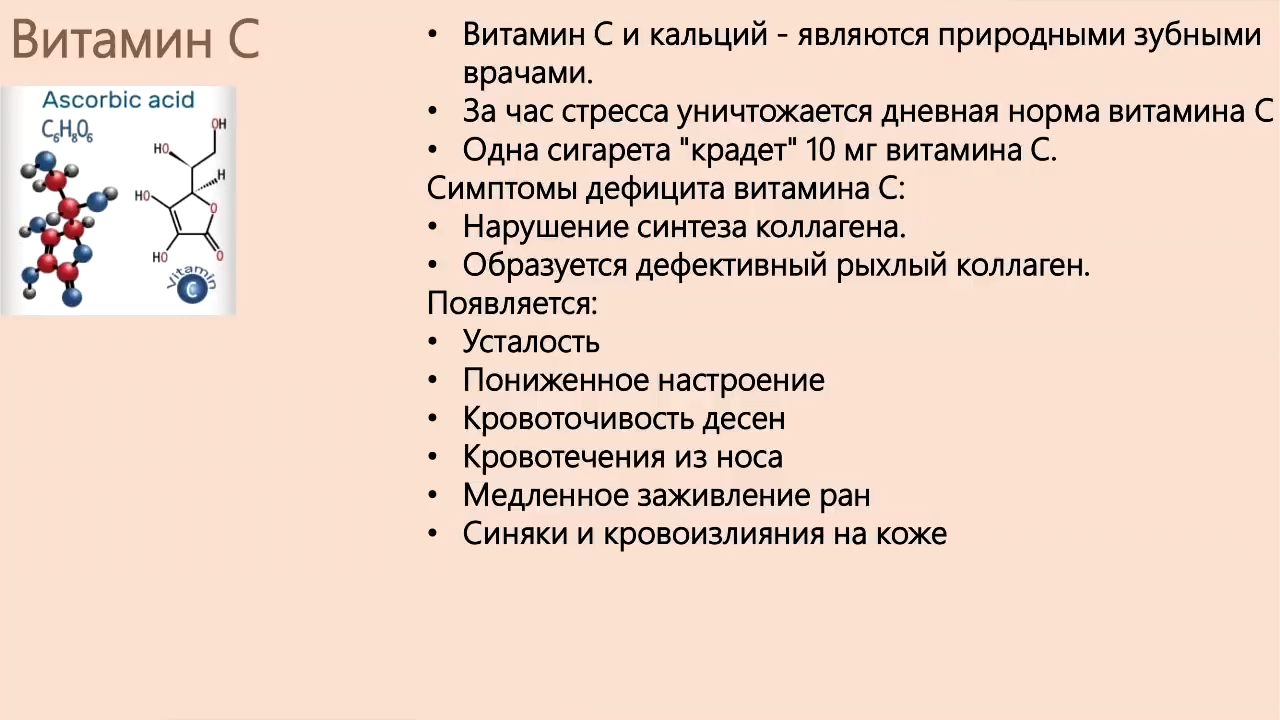 Витамин С
Ascorbic acid
C₆H₈O₆
OH
HO
H
HO
O
HO
O
Vitamin
C
• Витамин С и кальций - являются природными зубными
врачами.
• За час стресса уничтожается дневная норма витамина С
• Одна сигарета "крадет" 10 мг витамина С.
Симптомы дефицита витамина С:
• Нарушение синтеза коллагена.
• Образуется дефективный рыхлый коллаген.
Появляется:
• Усталость
• Пониженное настроение
• Кровоточивость десен
• Кровотечения из носа
• Медленное заживление ран
• Синяки и кровоизлияния на коже